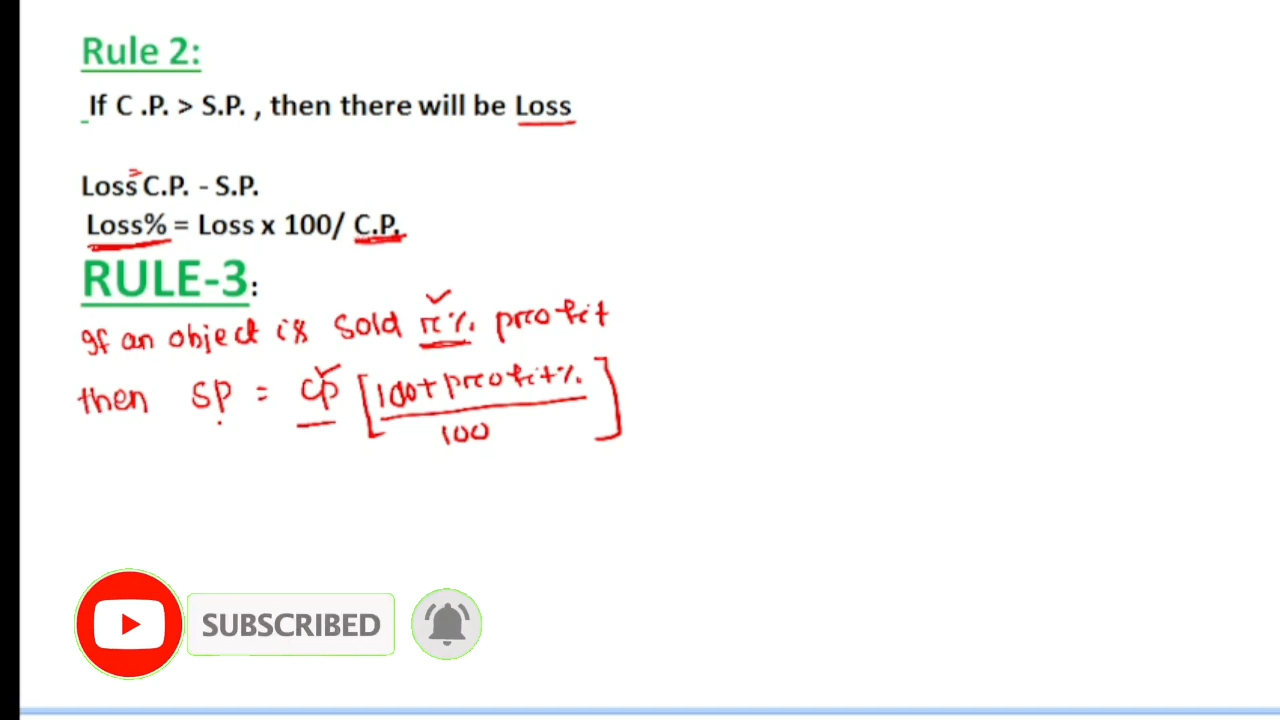 Rule 2:
If C .P. > S.P. , then there will be Loss
Loss = C.P. - S.P.
Loss% = Loss x 100/ C.P.
RULE-3:
If an object is sold r% profit
then SP = CP [100+ profit% / 100]
SUBSCRIBED